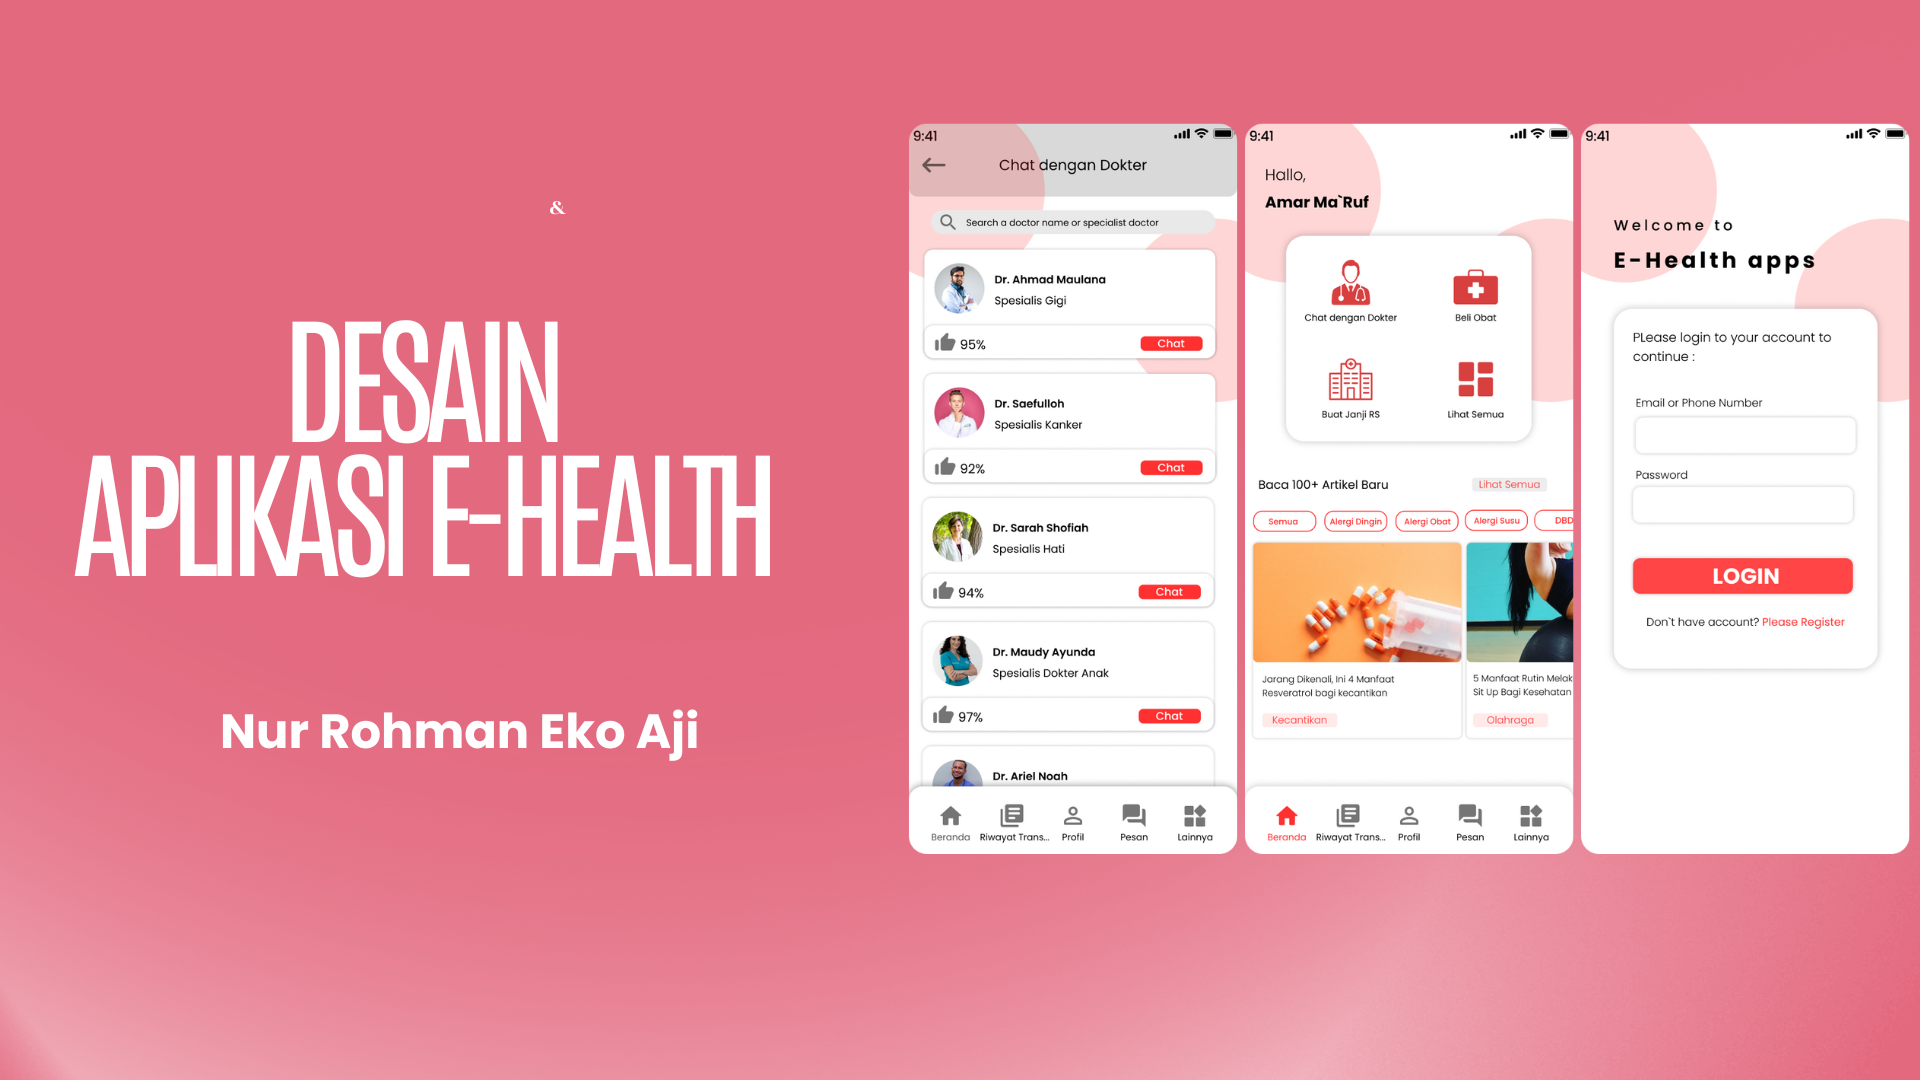 &
DESAIN
APLIKASI E-HEALTH
Nur Rohman Eko Aji
9:41
Chat dengan Dokter
Search a doctor name or specialist doctor
Dr. Ahmad Maulana
Spesialis Gigi
95%
Chat
Dr. Saefulloh
Spesialis Kanker
92%
Chat
Dr. Sarah Shofiah
Spesialis Hati
94%
Chat
Dr. Maudy Ayunda
Spesialis Dokter Anak
97%
Chat
Dr. Ariel Noah
Beranda Riwayat Trans... Profil Pesan Lainnya
9:41
Hallo,
Amar Ma`Ruf
Chat dengan Dokter Beli Obat
Buat Janji RS Lihat Semua
Baca 100+ Artikel Baru Lihat Semua
Semua Alergi Dingin Alergi Obat Alergi Susu DBD
Jarang Dikenali, Ini 4 Manfaat
Resveratrol bagi kecantikan
Kecantikan
5 Manfaat Rutin Melak
Sit Up Bagi Kesehatan
Olahraga
Beranda Riwayat Trans... Profil Pesan Lainnya
9:41
Welcome to
E-Health apps
PLease login to your account to
continue :
Email or Phone Number
Password
LOGIN
Don`t have account? Please Register